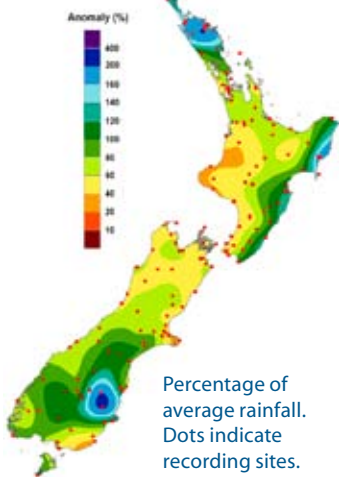 Anomaly (%)
400
200
160
140
120
100
80
60
40
20
10
Percentage of
average rainfall.
Dots indicate
recording sites.